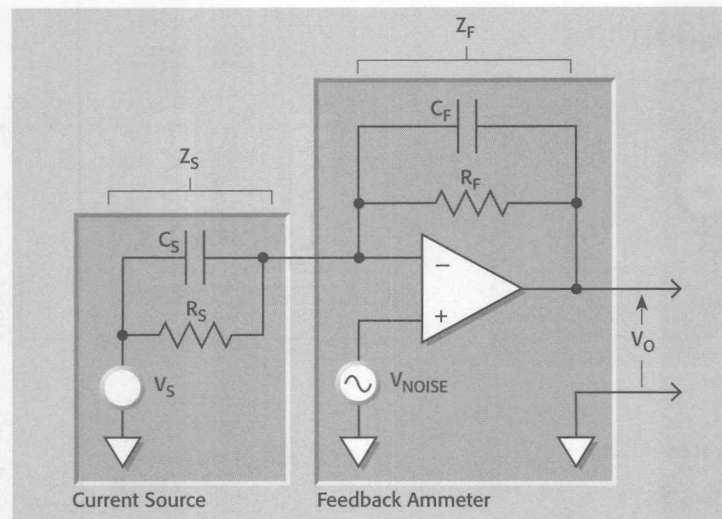 Z_F
C_F
Z_S
R_F
C_S
−
R_S
+
V_O
V_S
V_NOISE
Current Source
Feedback Ammeter